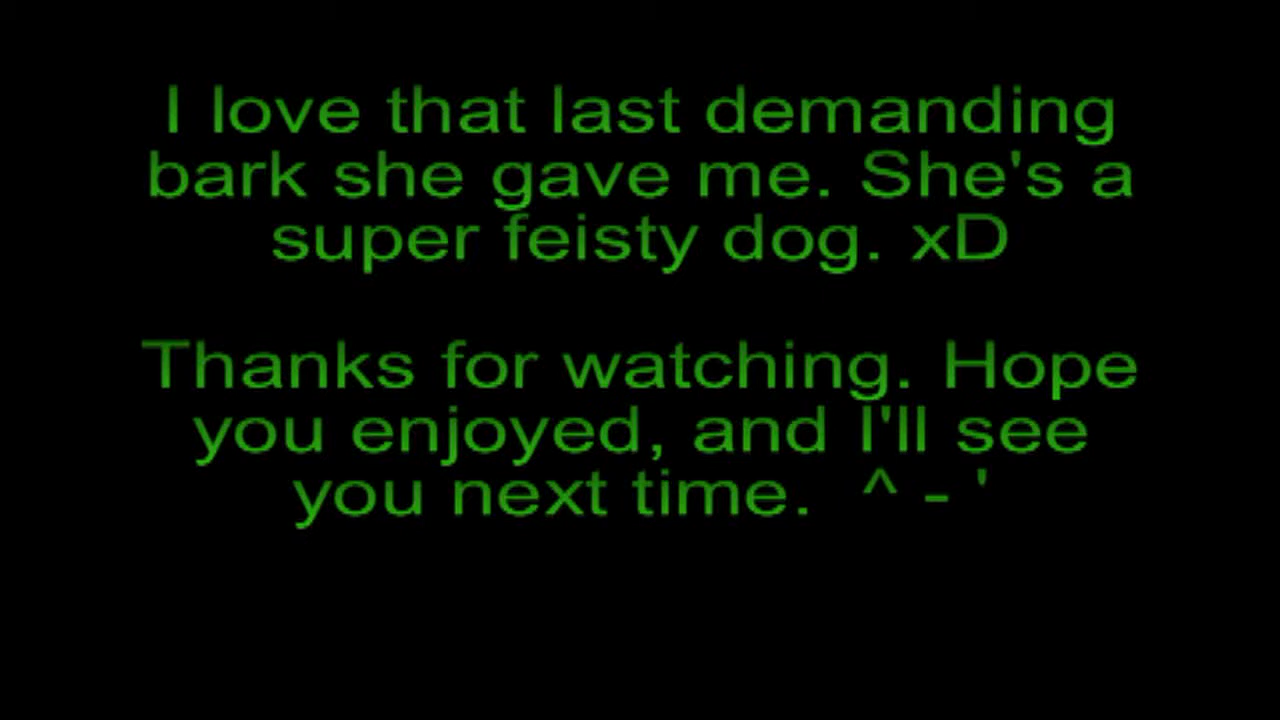 I love that last demanding
bark she gave me. She's a
super feisty dog. xD
Thanks for watching. Hope
you enjoyed, and I'll see
you next time.  ^ - '